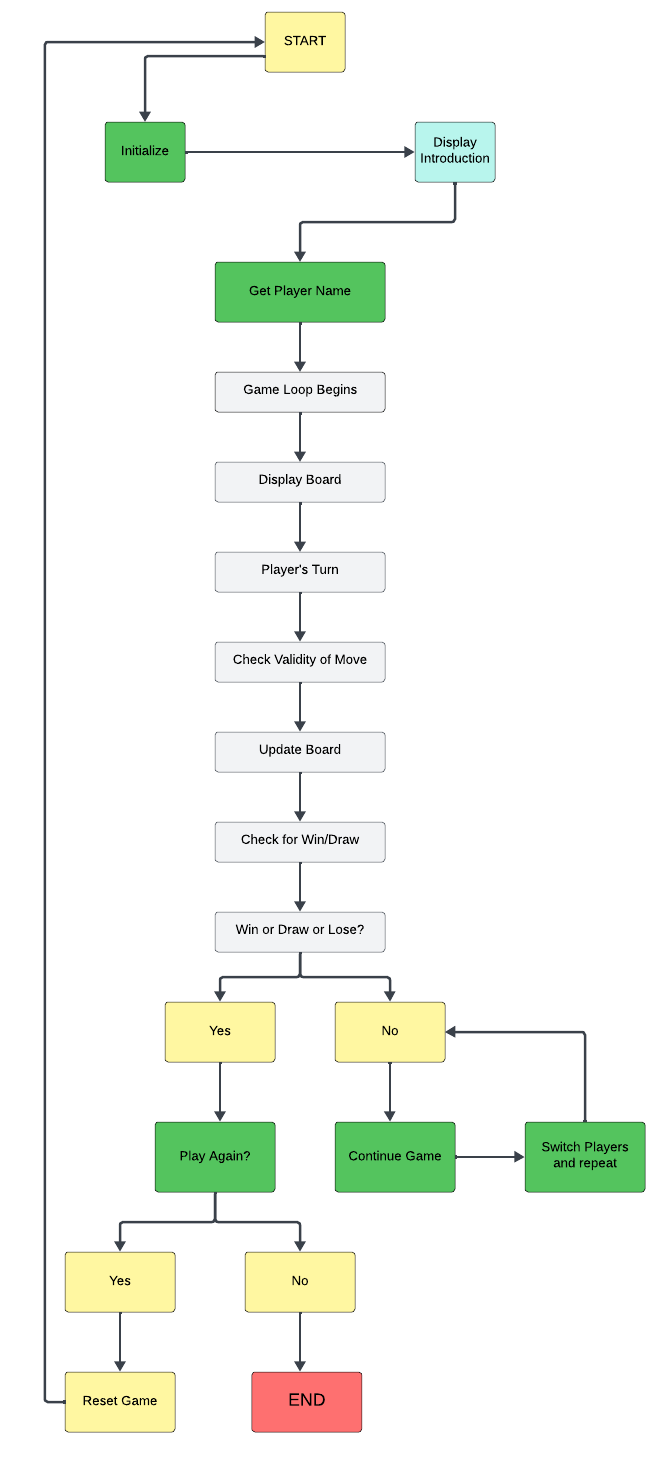 START
Initialize
Display
Introduction
Get Player Name
Game Loop Begins
Display Board
Player's Turn
Check Validity of Move
Update Board
Check for Win/Draw
Win or Draw or Lose?
Yes
No
Play Again?
Continue Game
Switch Players
and repeat
Yes
No
Reset Game
END